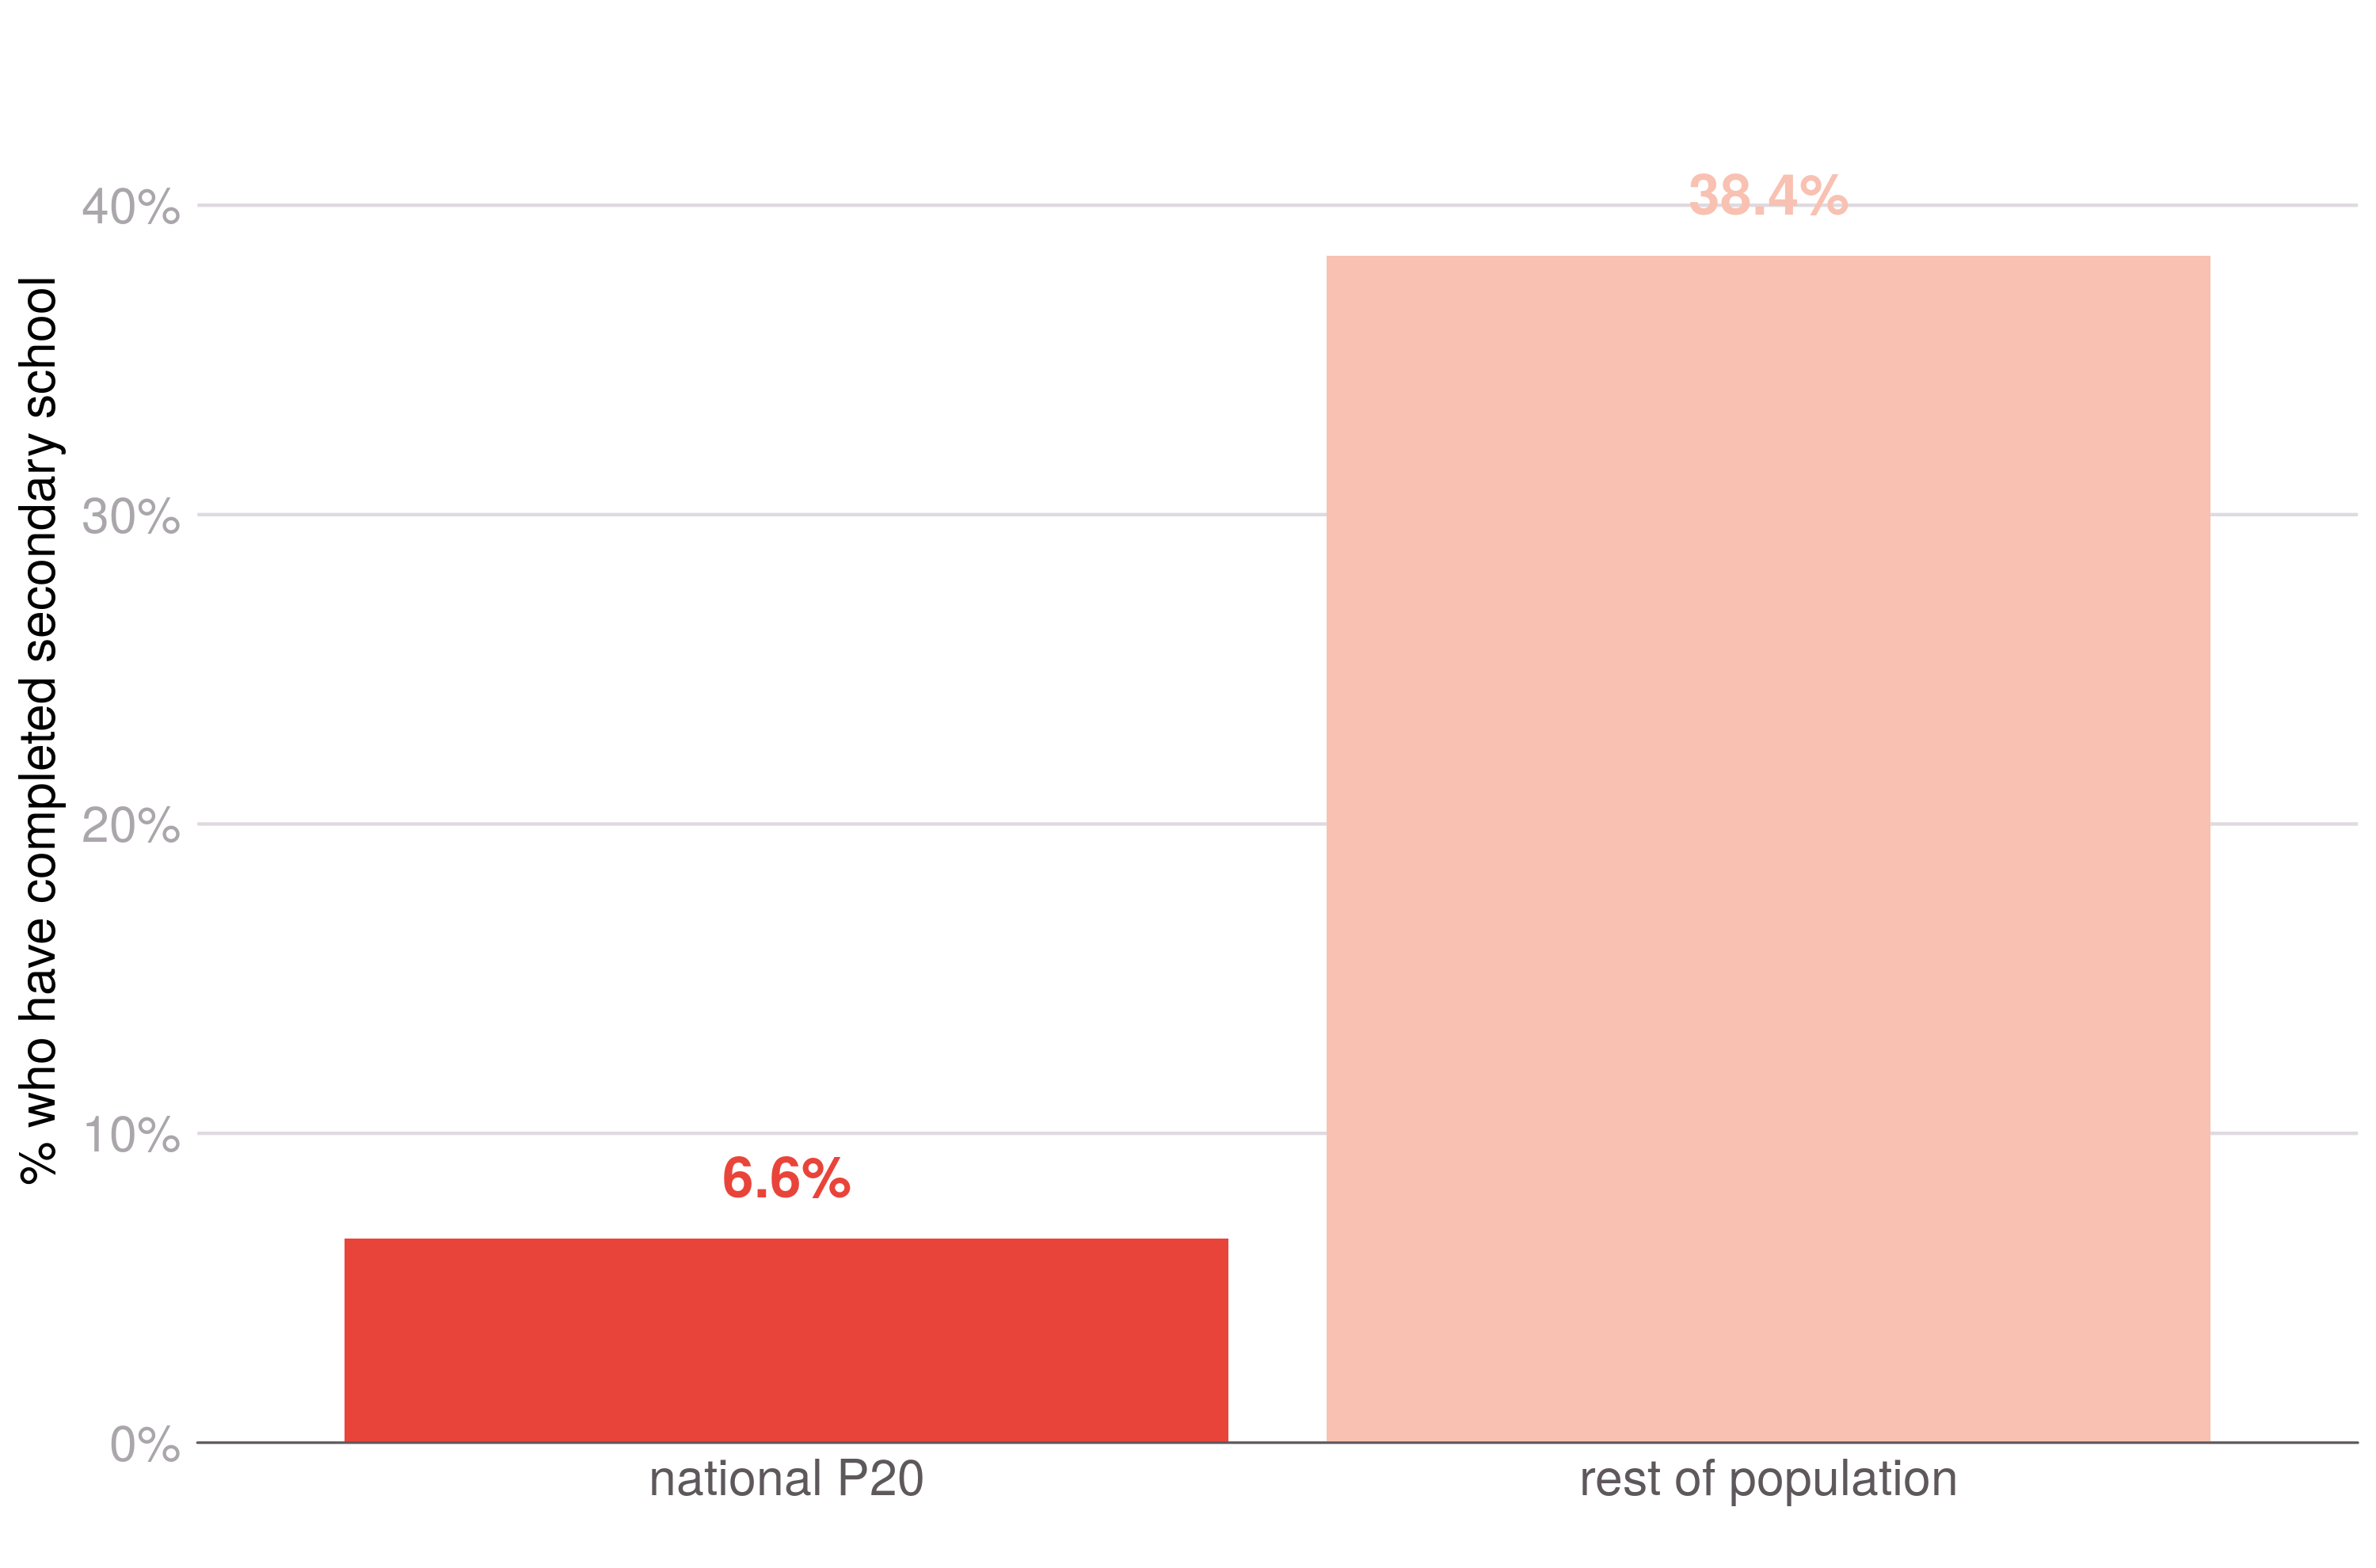 % who have completed secondary school
40%
30%
20%
10%
0%
38.4%
6.6%
national P20
rest of population